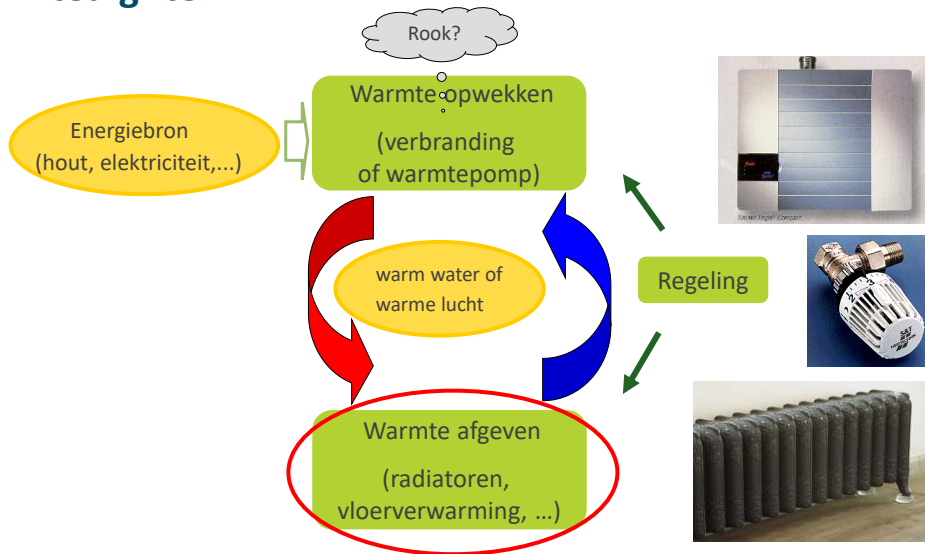 Rook?
Warmte opwekken
(verbranding
of warmtepomp)
Energiebron
(hout, elektriciteit,...)
warm water of
warme lucht
Regeling
Warmte afgeven
(radiatoren,
vloerverwarming, …)